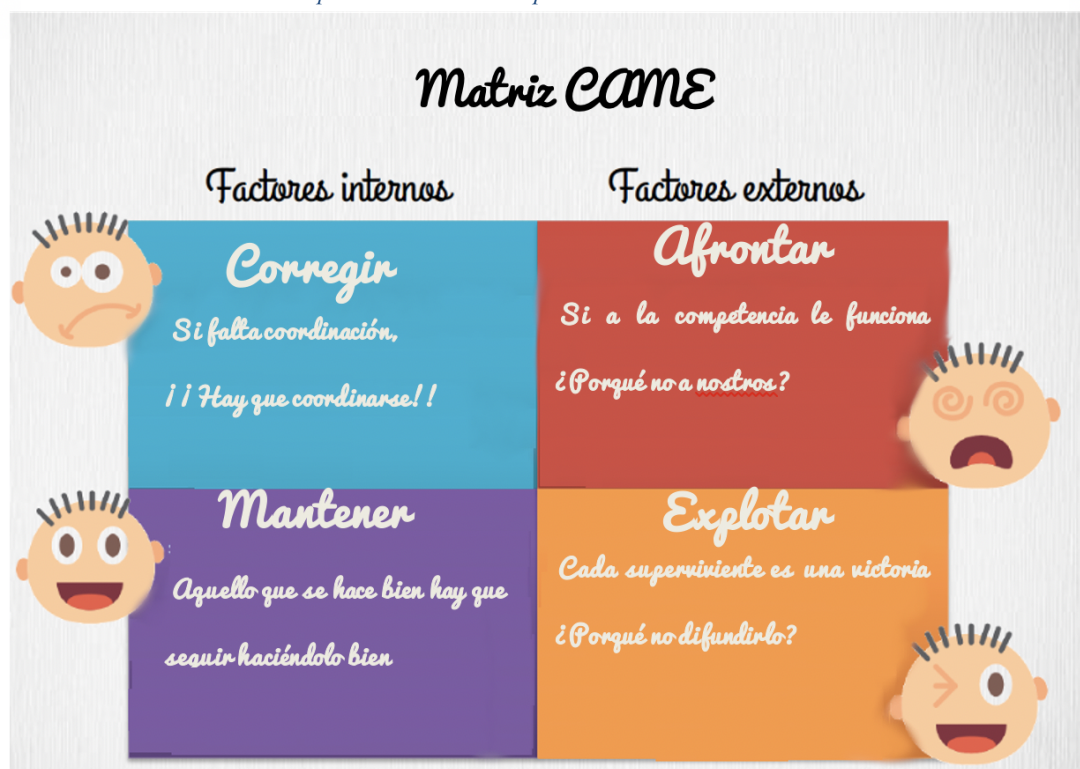 Matriz CAME
Factores internos
Factores externos
Corregir
Si falta coordinación,
¡¡Hay que coordinarse!!
Afrontar
Si a la competencia le funciona
¿Porqué no a nostros?
Mantener
Aquello que se hace bien hay que
seguir haciéndolo bien
Explotar
Cada superviviente es una victoria
¿Porqué no difundirlo?